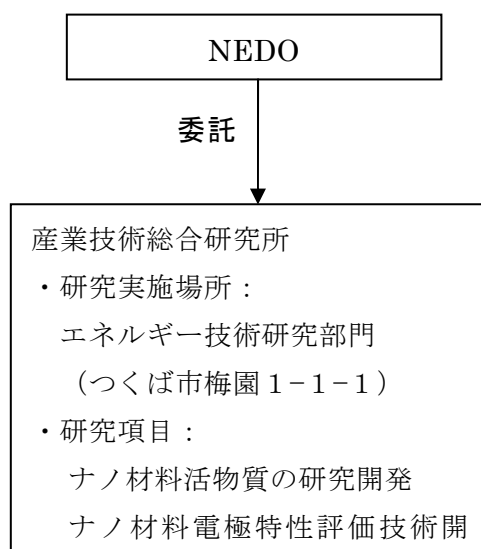 NEDO
委託
産業技術総合研究所
・研究実施場所：
エネルギー技術研究部門
（つくば市梅園１−１−１）
・研究項目：
ナノ材料活物質の研究開発
ナノ材料電極特性評価技術開